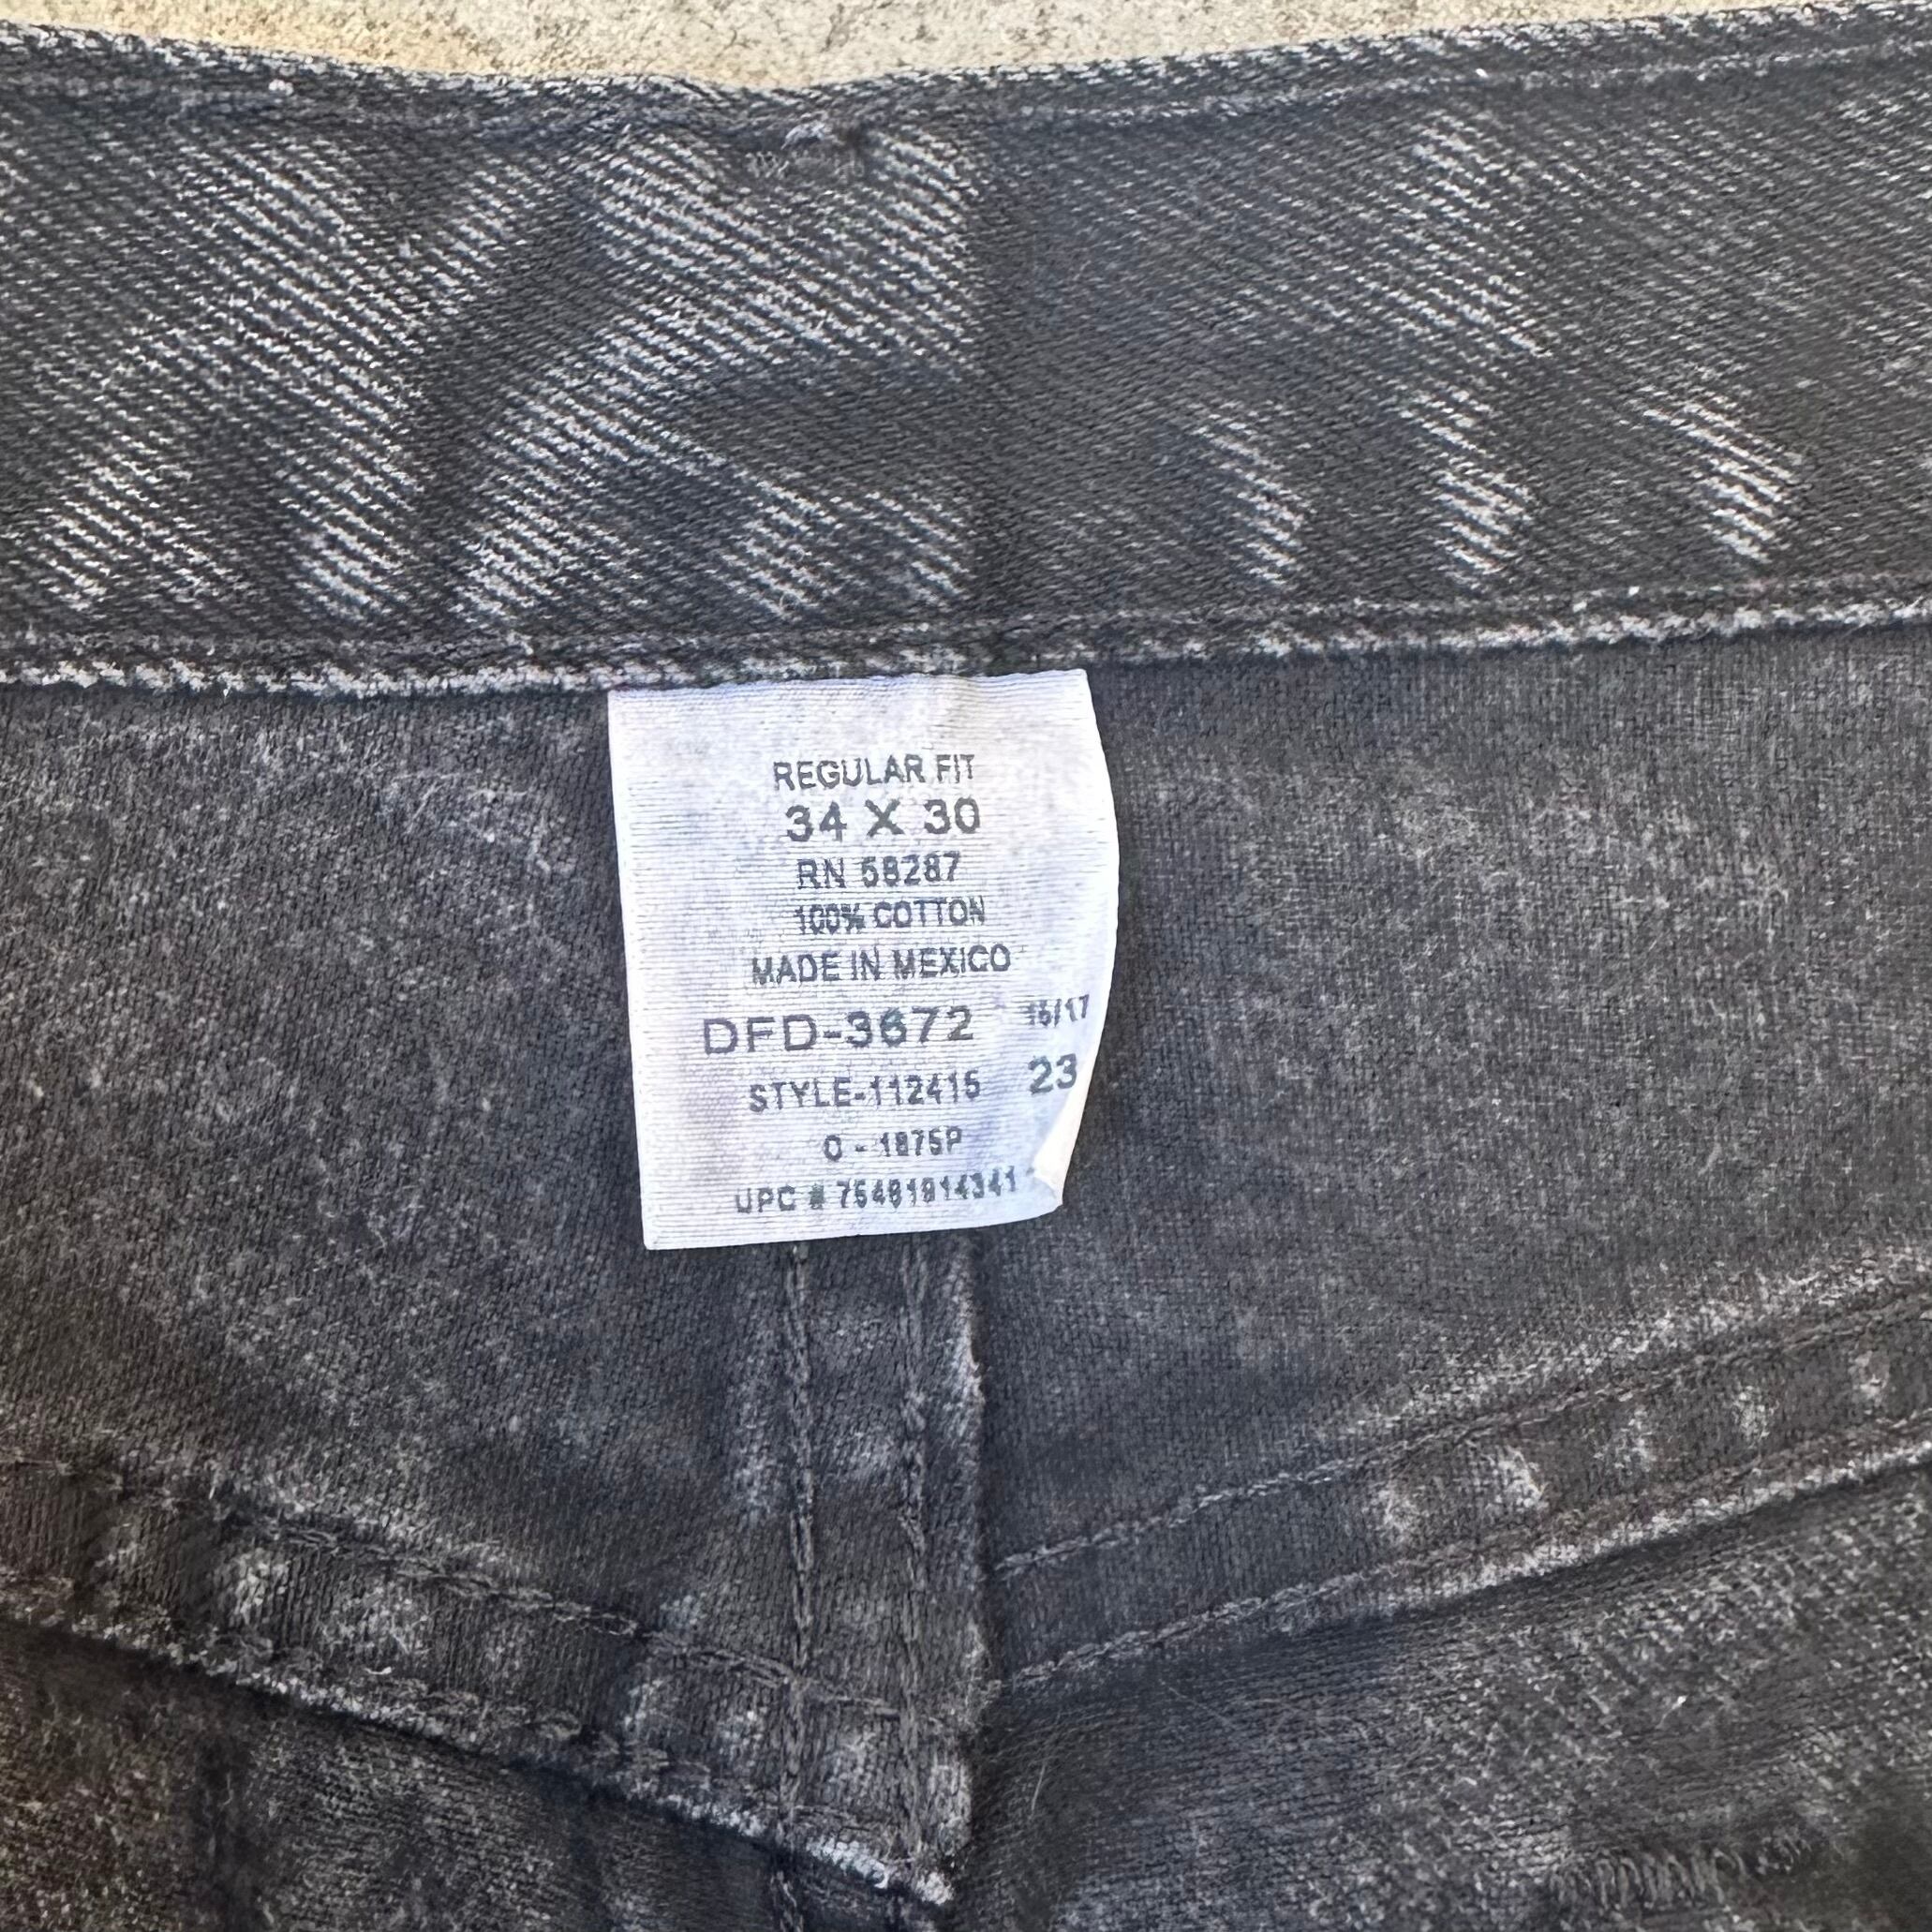 REGULAR FIT
34 X 30
RN 58287
100% COTTON
MADE IN MEXICO
DFD-3672 15/17
STYLE-112415 23
O - 1875P
UPC # 75481914341